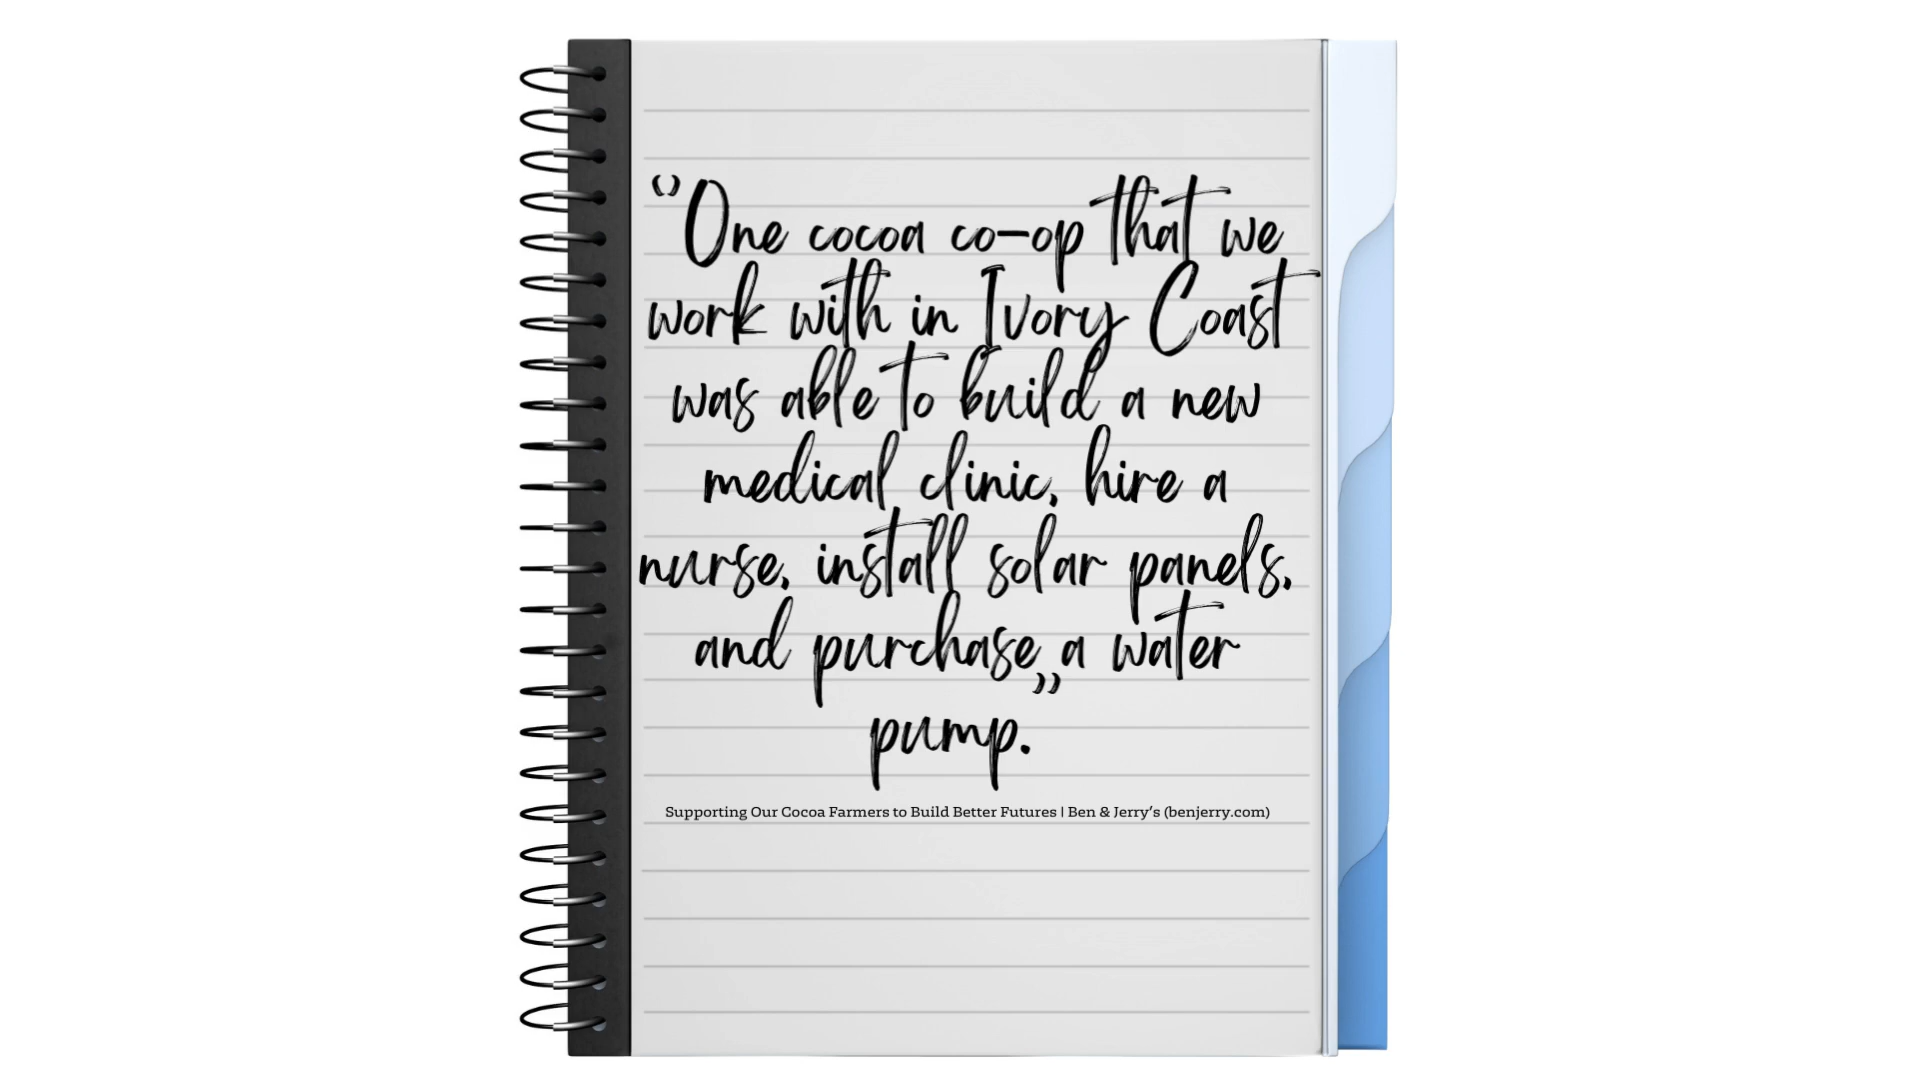 “One cocoa co-op that we
work with in Ivory Coast
was able to build a new
medical clinic, hire a
nurse, install solar panels,
and purchase a water
pump.”
Supporting Our Cocoa Farmers to Build Better Futures | Ben & Jerry’s (benjerry.com)